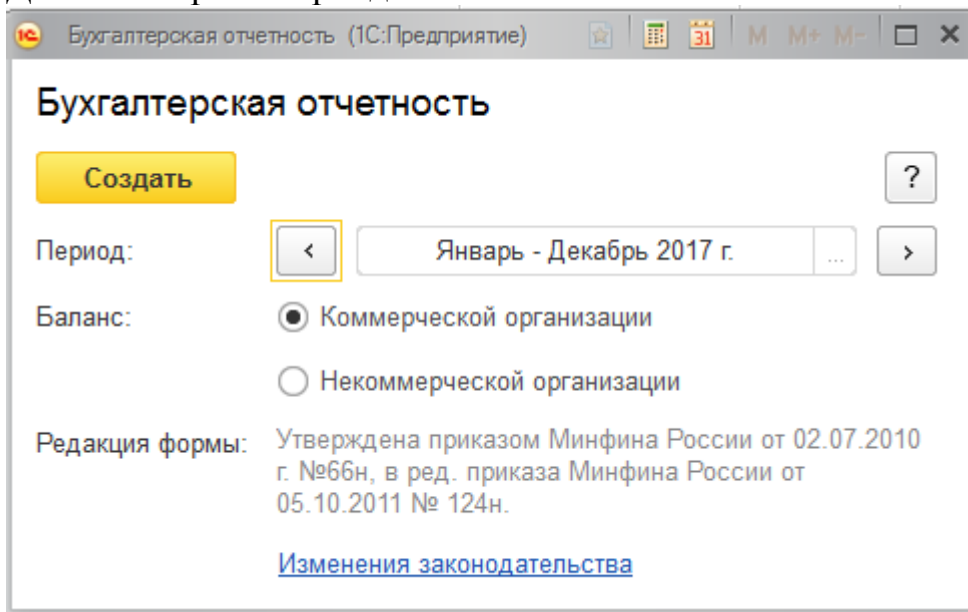 Бухгалтерская отчетность (1С:Предприятие)
31 M M+ M-
Бухгалтерская отчетность
Создать
?
Период:
Январь - Декабрь 2017 г.
...
Баланс:
Коммерческой организации
Некоммерческой организации
Редакция формы:
Утверждена приказом Минфина России от 02.07.2010
г. №66н, в ред. приказа Минфина России от
05.10.2011 № 124н.
Изменения законодательства